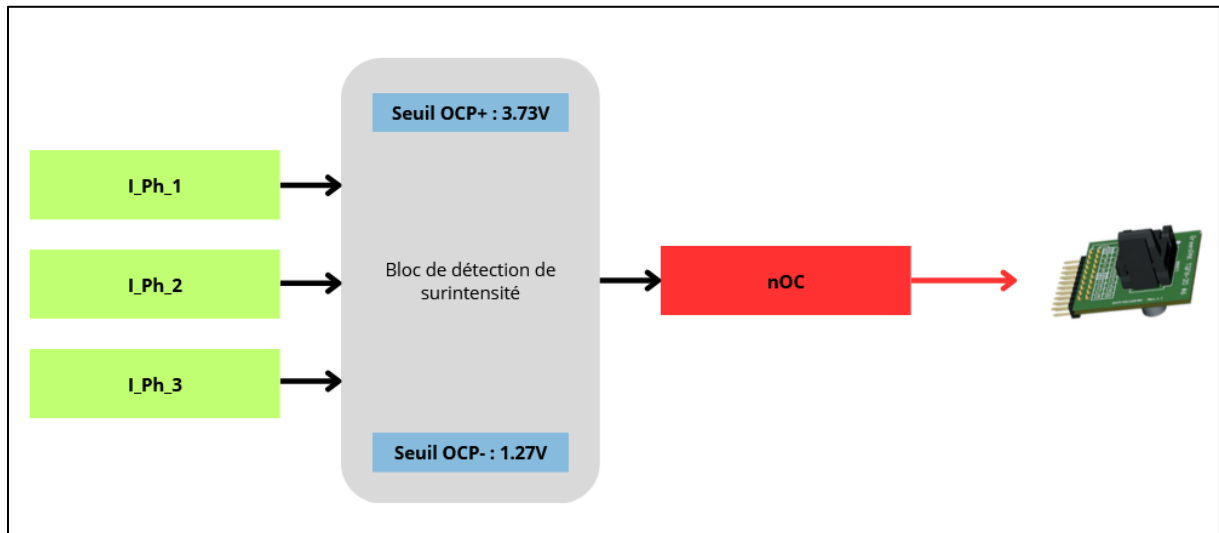 Seuil OCP+ : 3.73V
I_Ph_1
I_Ph_2
Bloc de détection de
surintensité
nOC
I_Ph_3
Seuil OCP- : 1.27V